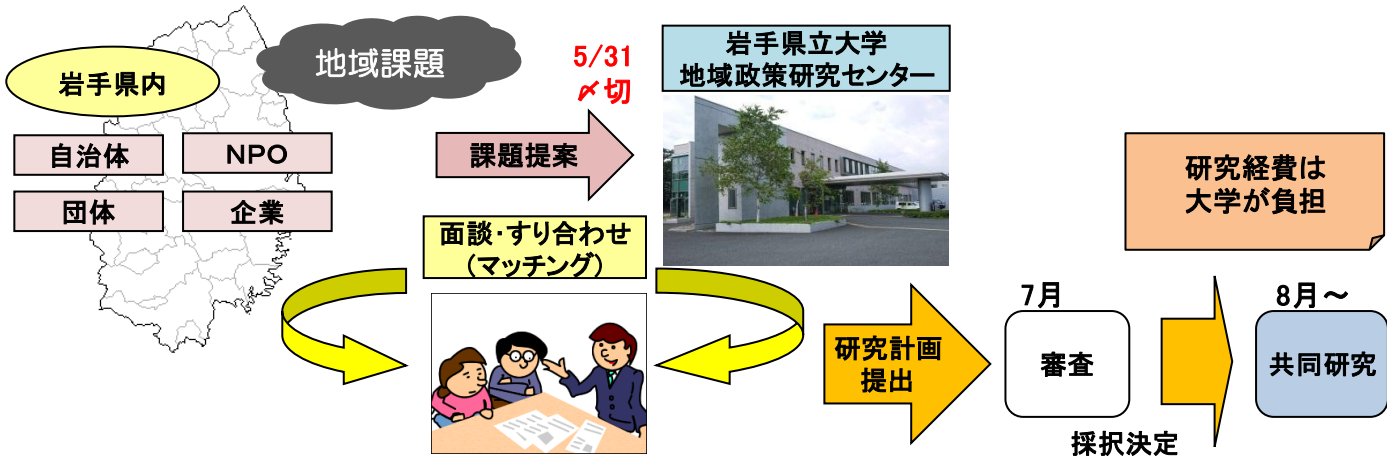 岩手県内
地域課題
自治体
NPO
団体
企業
5/31
〆切
課題提案
岩手県立大学
地域政策研究センター
面談・すり合わせ
(マッチング)
研究計画
提出
7月
審査
採択決定
研究経費は
大学が負担
8月～
共同研究